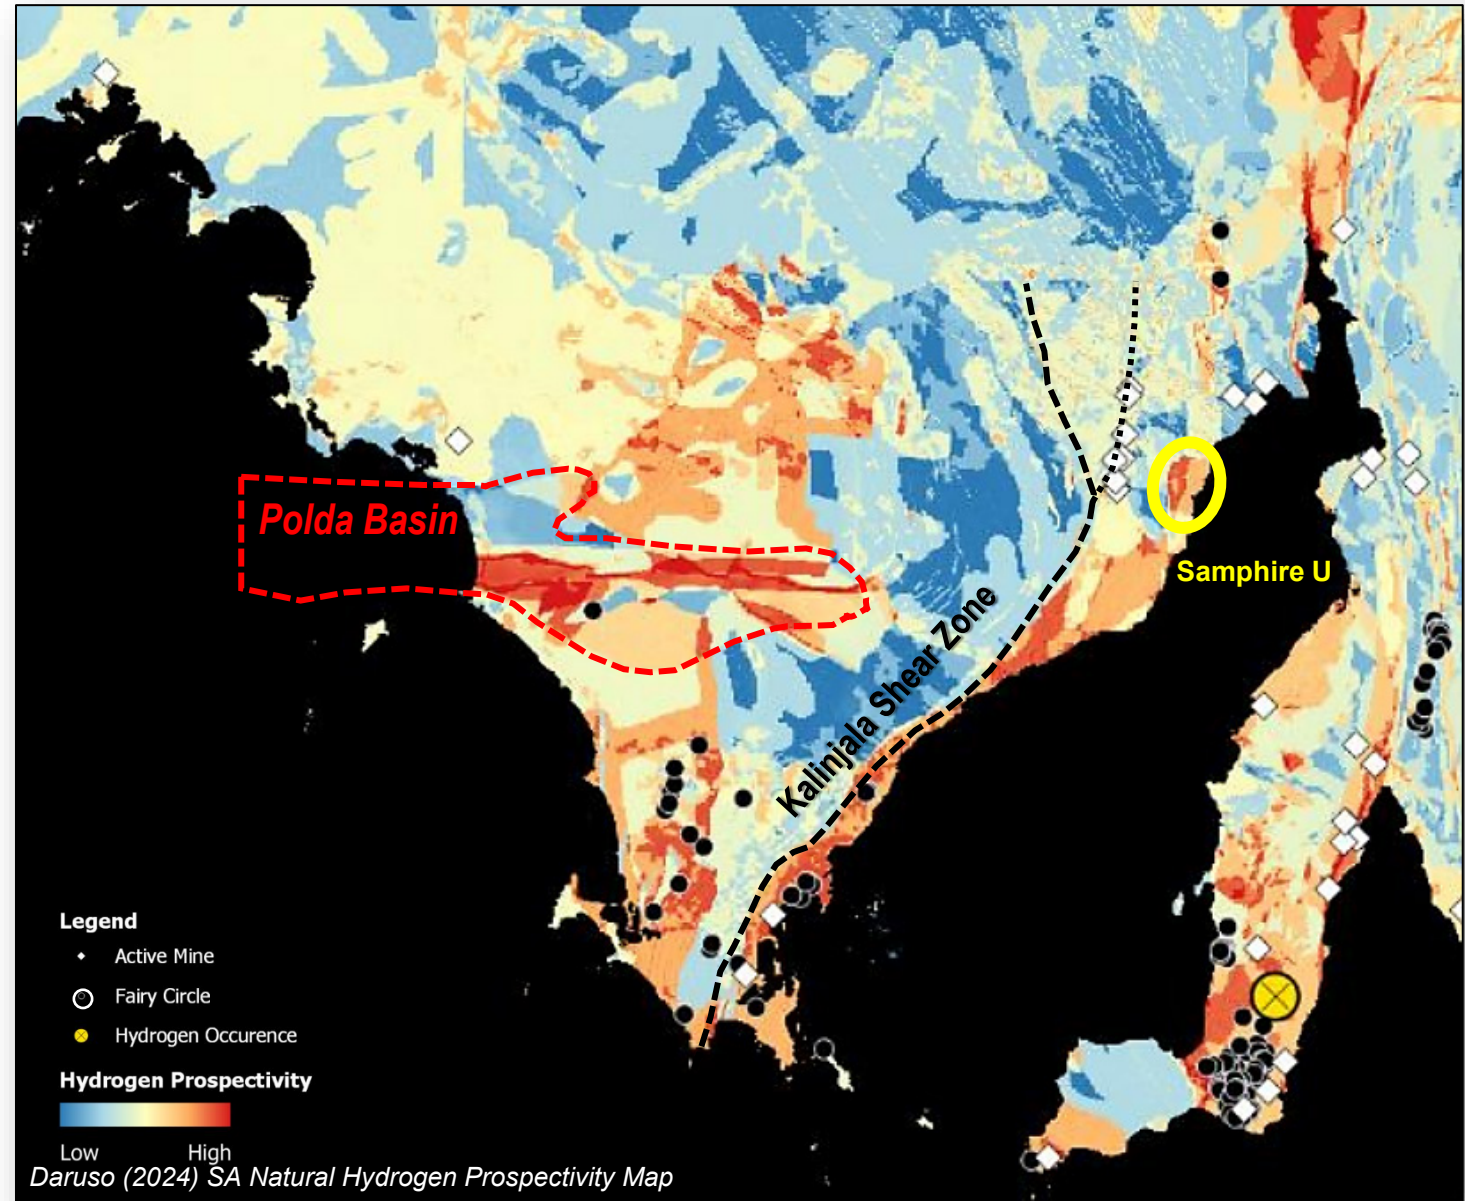 Polda Basin
Samphire U
Kalinjala Shear Zone
Legend
Active Mine
Fairy Circle
Hydrogen Occurence
Hydrogen Prospectivity
Low High
Daruso (2024) SA Natural Hydrogen Prospectivity Map